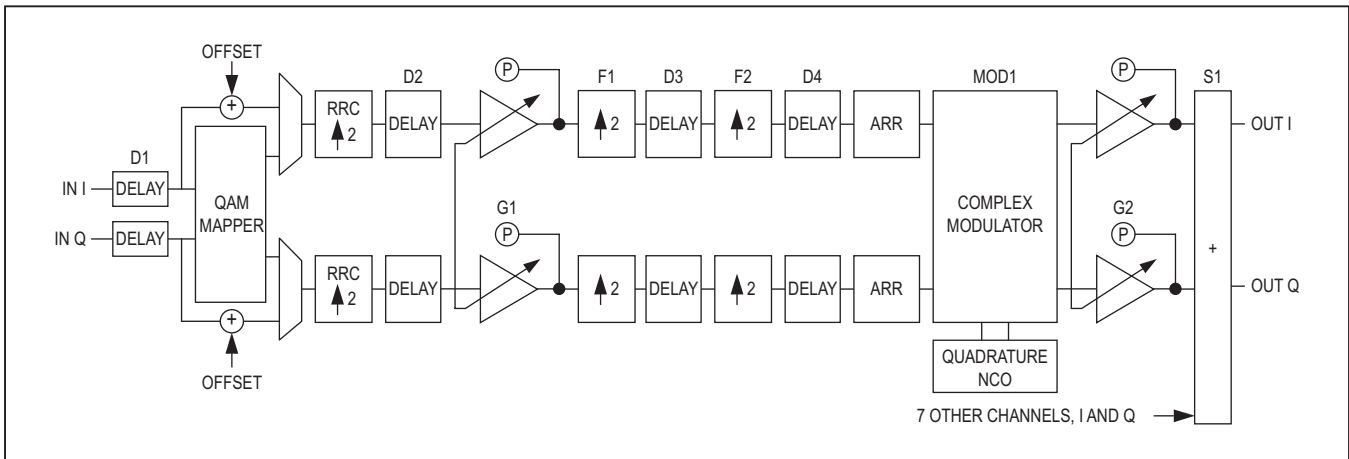 OFFSET
D2
P
F1
D3
F2
D4
MOD1
P
S1
+
RRC
2
DELAY
2
DELAY
2
DELAY
ARR
OUT I
D1
IN I
DELAY
QAM
MAPPER
COMPLEX
MODULATOR
IN Q
DELAY
G1
P
G2
P
+
RRC
2
DELAY
2
DELAY
2
DELAY
ARR
OUT Q
+
OFFSET
QUADRATURE
NCO
7 OTHER CHANNELS, I AND Q